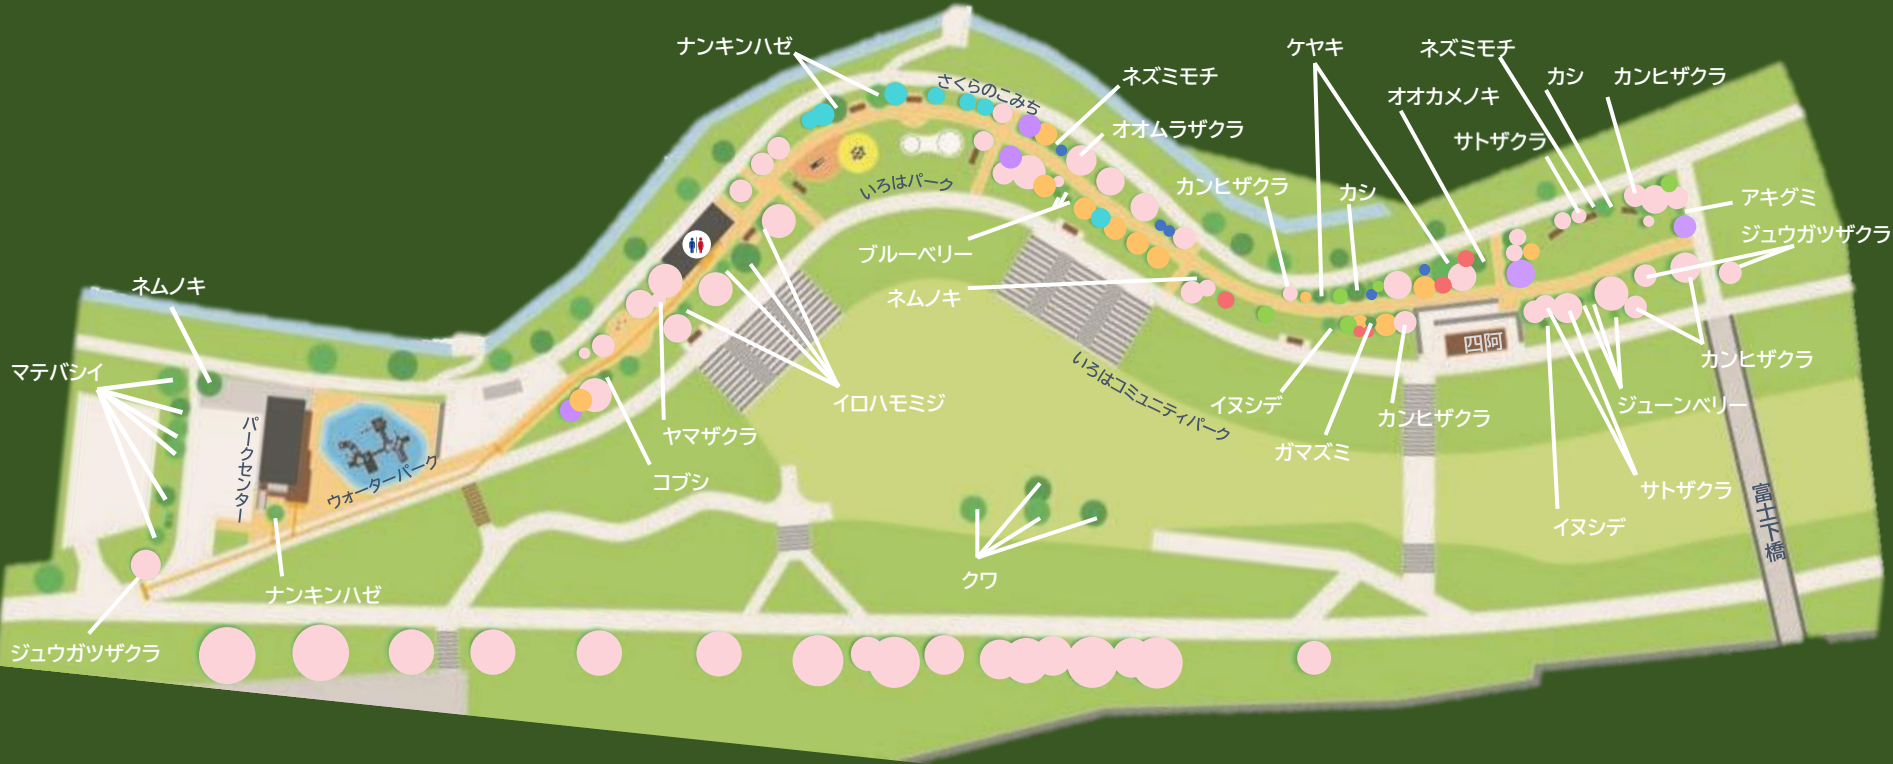 ナンキンハゼ
さくらのこみち
ネズミモチ
オオムラザクラ
ケヤキ
ネズミモチ
カシ
カンヒザクラ
オオカメノキ
サトザクラ
いろはパーク
カンヒザクラ
カシ
アキグミ
ジュウガツザクラ
ブルーベリー
ネムノキ
ネムノキ
マテバシイ
パークセンター
ウォーターパーク
イロハモミジ
ヤマザクラ
コブシ
いろはコミュニティパーク
四阿
イヌシデ
ガマズミ
カンヒザクラ
カンヒザクラ
ジューンベリー
サトザクラ
イヌシデ
富士下橋
クワ
ナンキンハゼ
ジュウガツザクラ